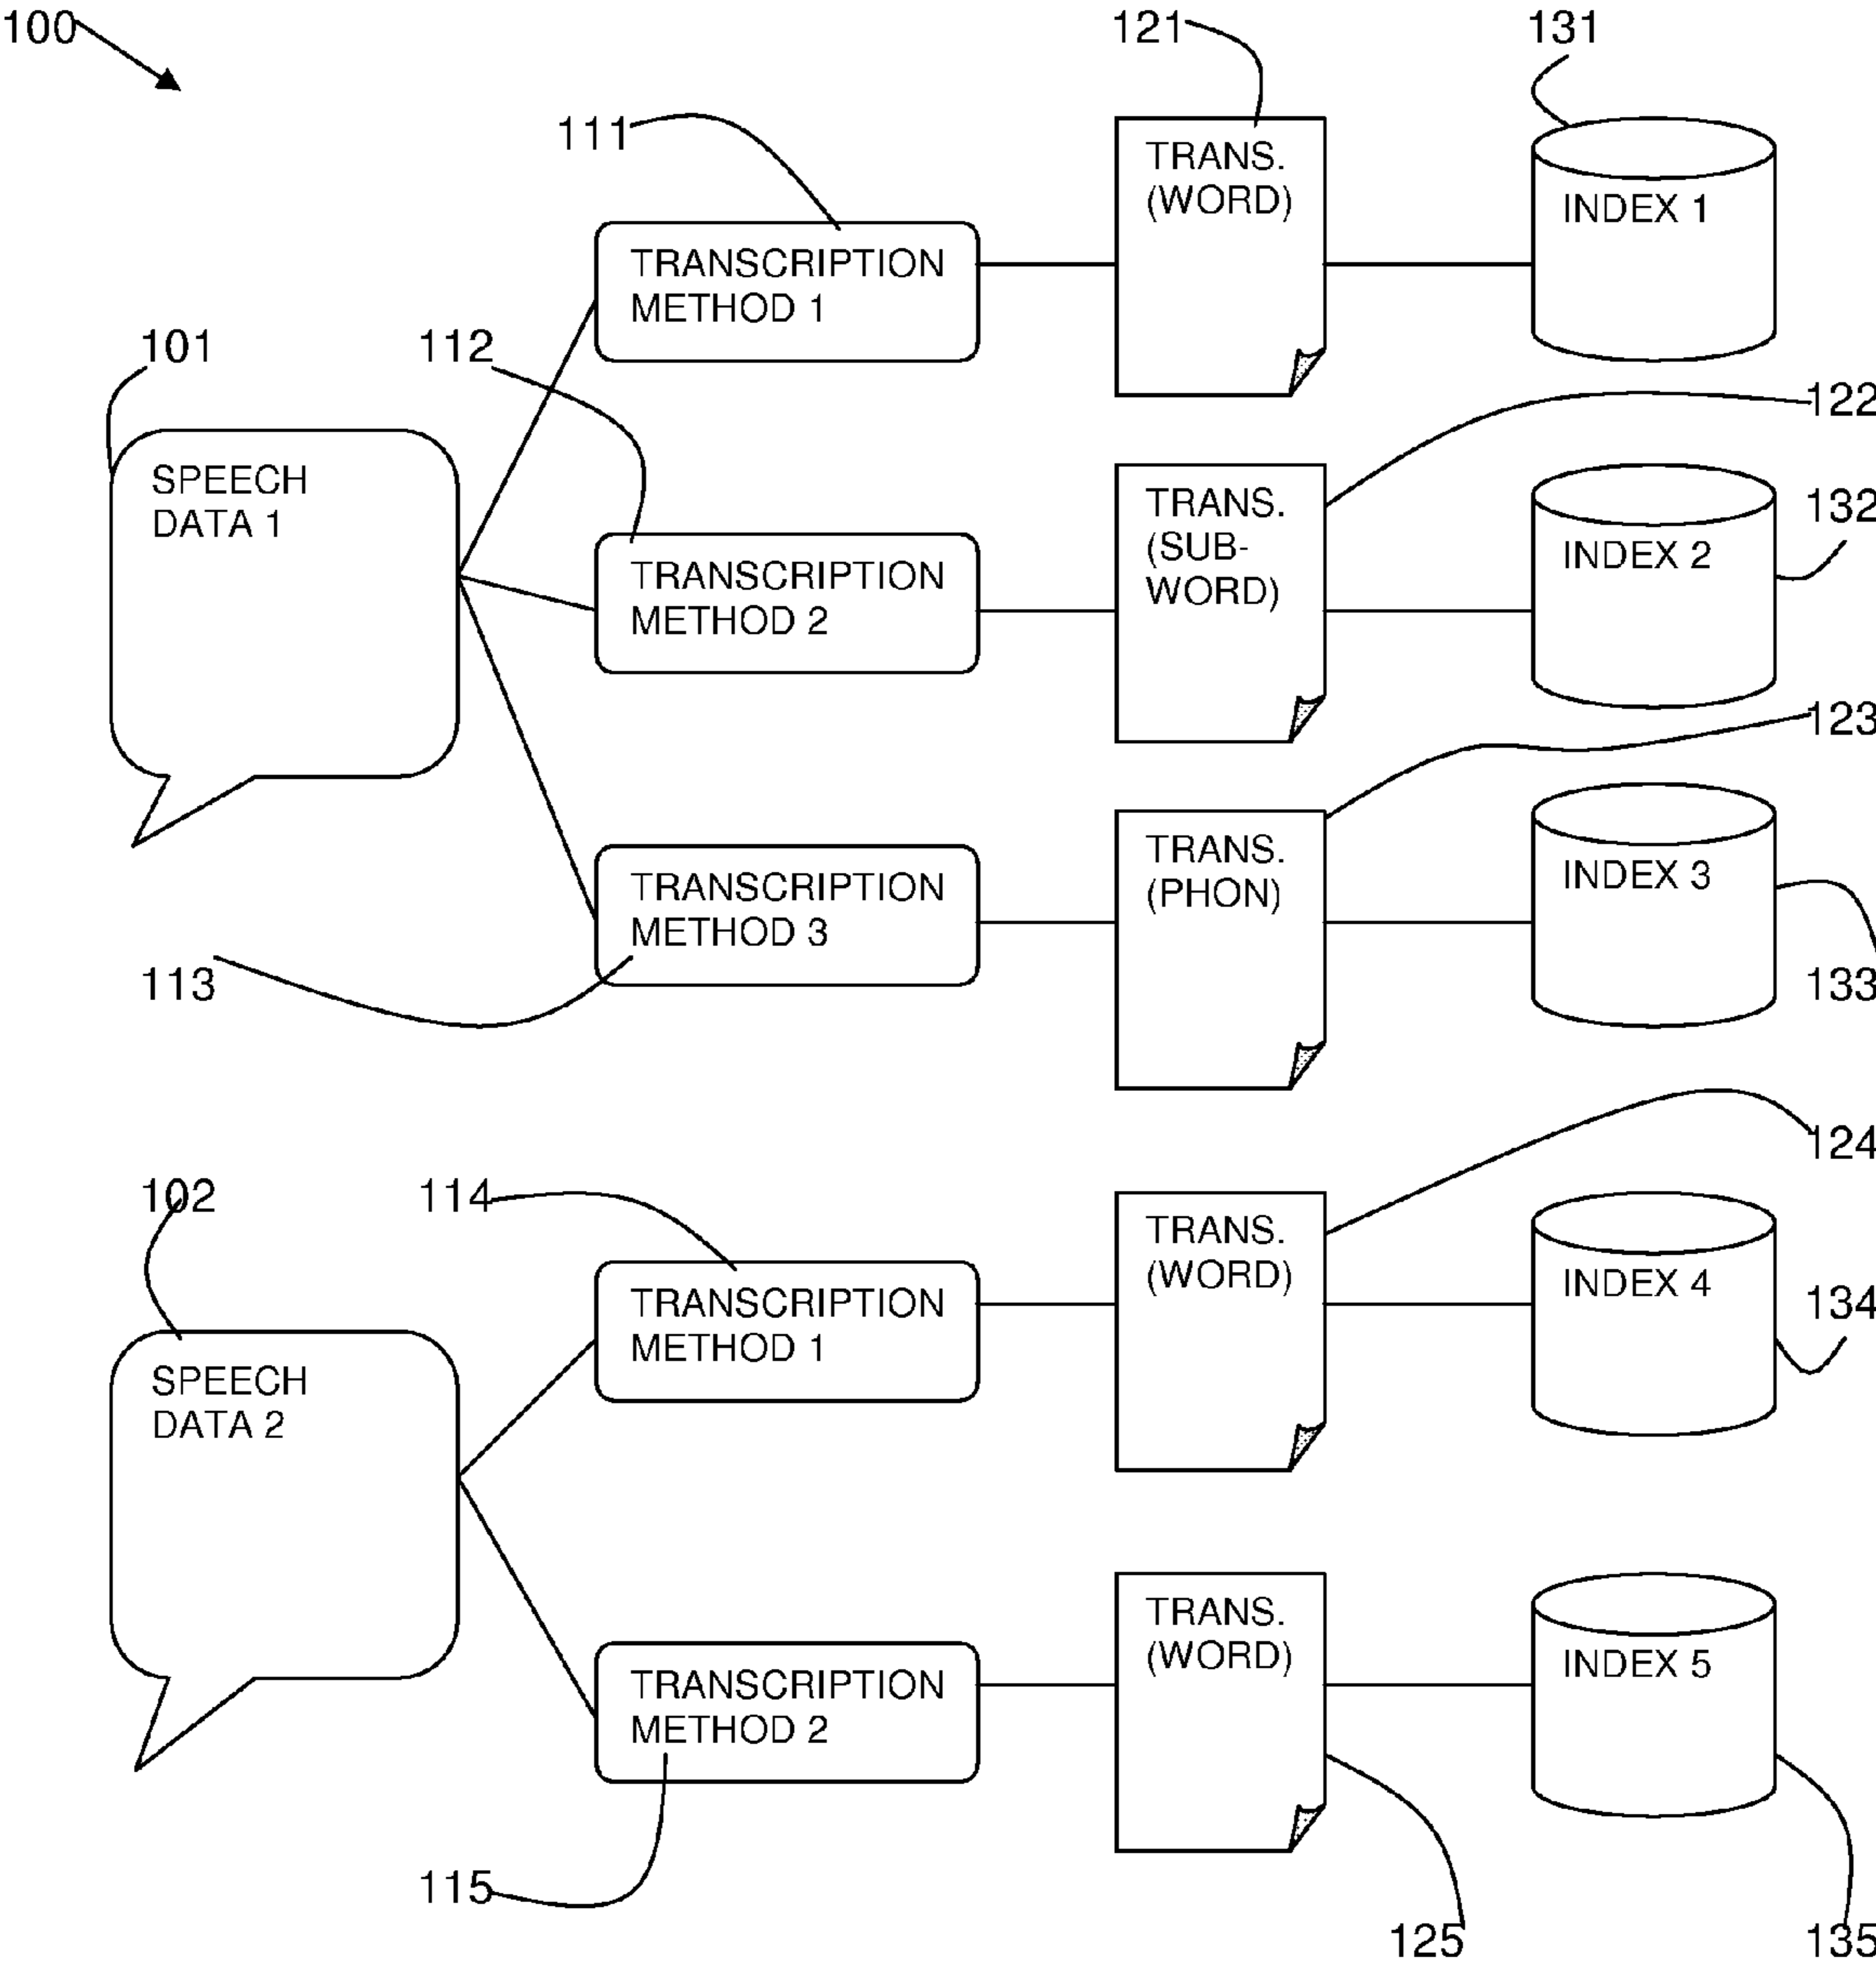 100
121
131
111
TRANS.
(WORD)
INDEX 1
TRANSCRIPTION
METHOD 1
101
112
122
SPEECH
DATA 1
TRANS.
(SUB-
WORD)
132
INDEX 2
TRANSCRIPTION
METHOD 2
123
TRANS.
(PHON)
INDEX 3
TRANSCRIPTION
METHOD 3
113
133
124
102
114
TRANS.
(WORD)
INDEX 4
134
TRANSCRIPTION
METHOD 1
SPEECH
DATA 2
TRANS.
(WORD)
INDEX 5
TRANSCRIPTION
METHOD 2
115
125
135